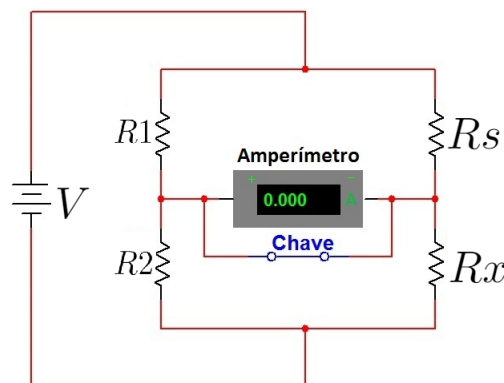 R1
Rs
Amperímetro
+ −
0.000 A
V
Chave
R2
Rx